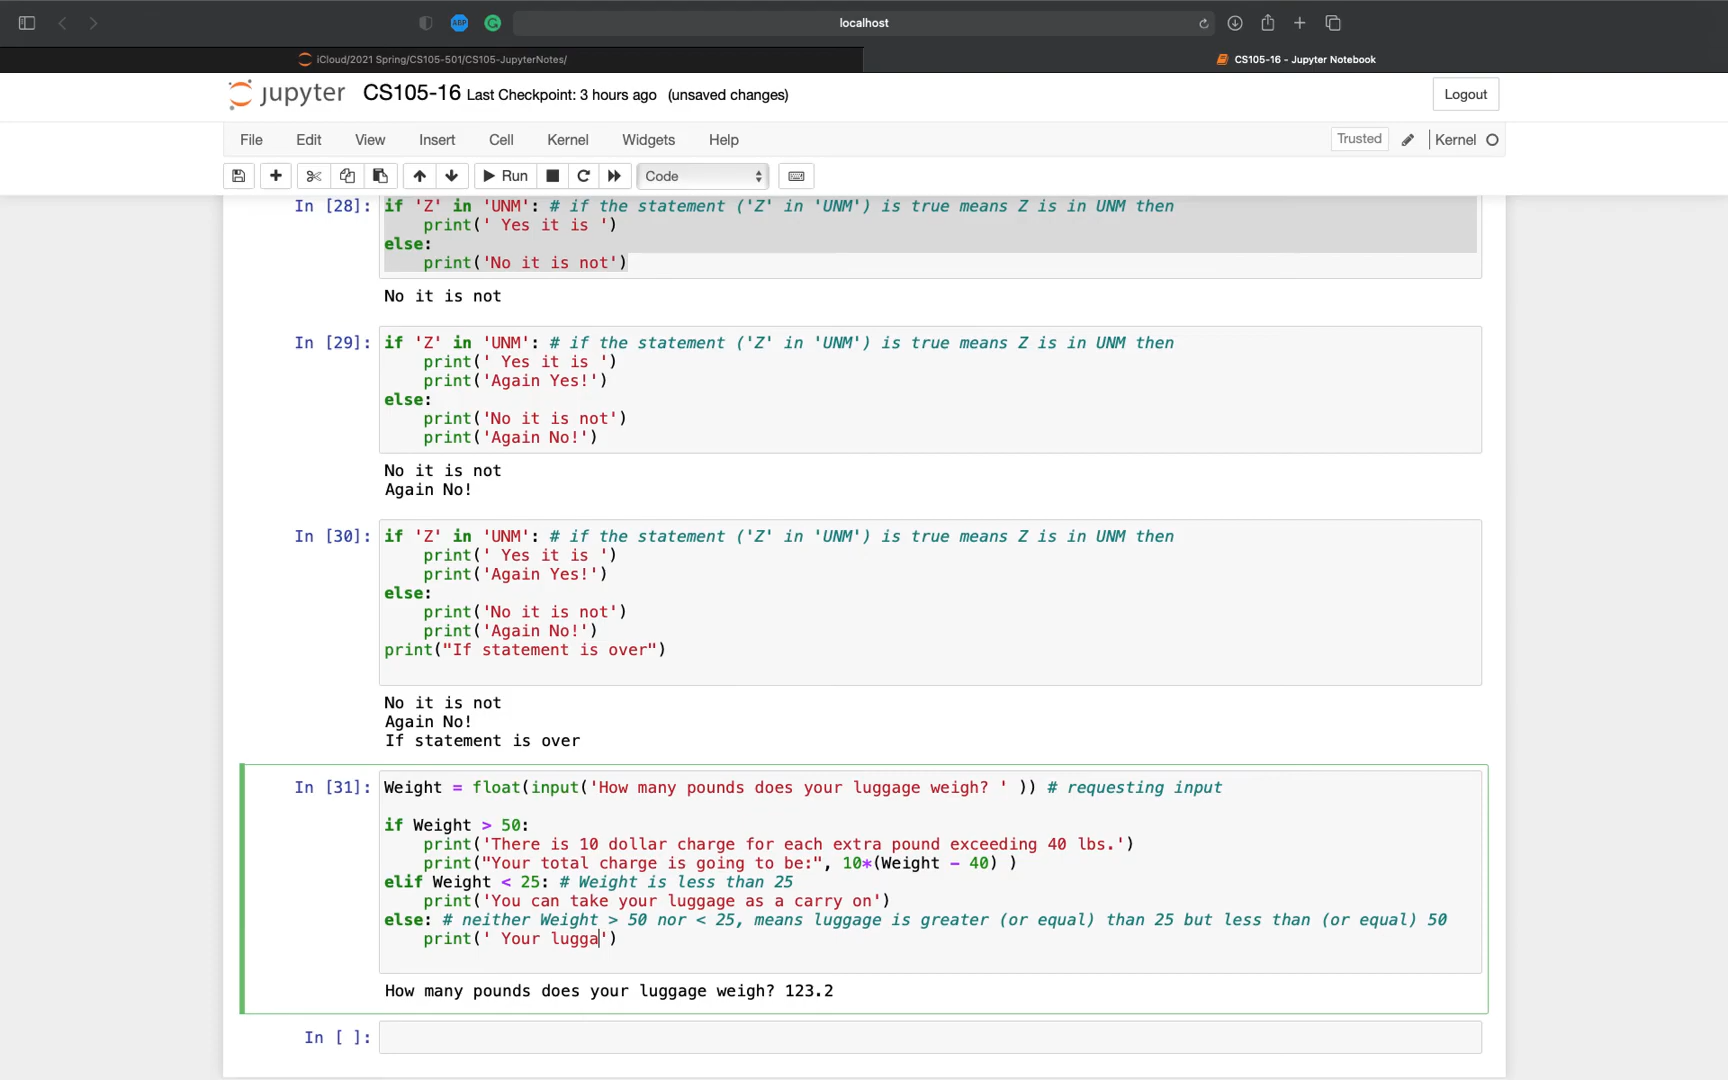 localhost
ABP
iCloud/2021 Spring/CS105-501/CS105-JupyterNotes/
CS105-16 - Jupyter Notebook
jupyter CS105-16 Last Checkpoint: 3 hours ago (unsaved changes)
Logout
File Edit View Insert Cell Kernel Widgets Help
Trusted Kernel
Run Code
In [28]: if 'Z' in 'UNM': # if the statement ('Z' in 'UNM') is true means Z is in UNM then
print(' Yes it is ')
else:
print('No it is not')
No it is not
In [29]: if 'Z' in 'UNM': # if the statement ('Z' in 'UNM') is true means Z is in UNM then
print(' Yes it is ')
print('Again Yes!')
else:
print('No it is not')
print('Again No!')
No it is not
Again No!
In [30]: if 'Z' in 'UNM': # if the statement ('Z' in 'UNM') is true means Z is in UNM then
print(' Yes it is ')
print('Again Yes!')
else:
print('No it is not')
print('Again No!')
print("If statement is over")
No it is not
Again No!
If statement is over
In [31]: Weight = float(input('How many pounds does your luggage weigh? ' )) # requesting input
if Weight > 50:
print('There is 10 dollar charge for each extra pound exceeding 40 lbs.')
print("Your total charge is going to be:", 10*(Weight - 40) )
elif Weight < 25: # Weight is less than 25
print('You can take your luggage as a carry on')
else: # neither Weight > 50 nor < 25, means luggage is greater (or equal) than 25 but less than (or equal) 50
print(' Your lugga')
How many pounds does your luggage weigh? 123.2
In [ ]: